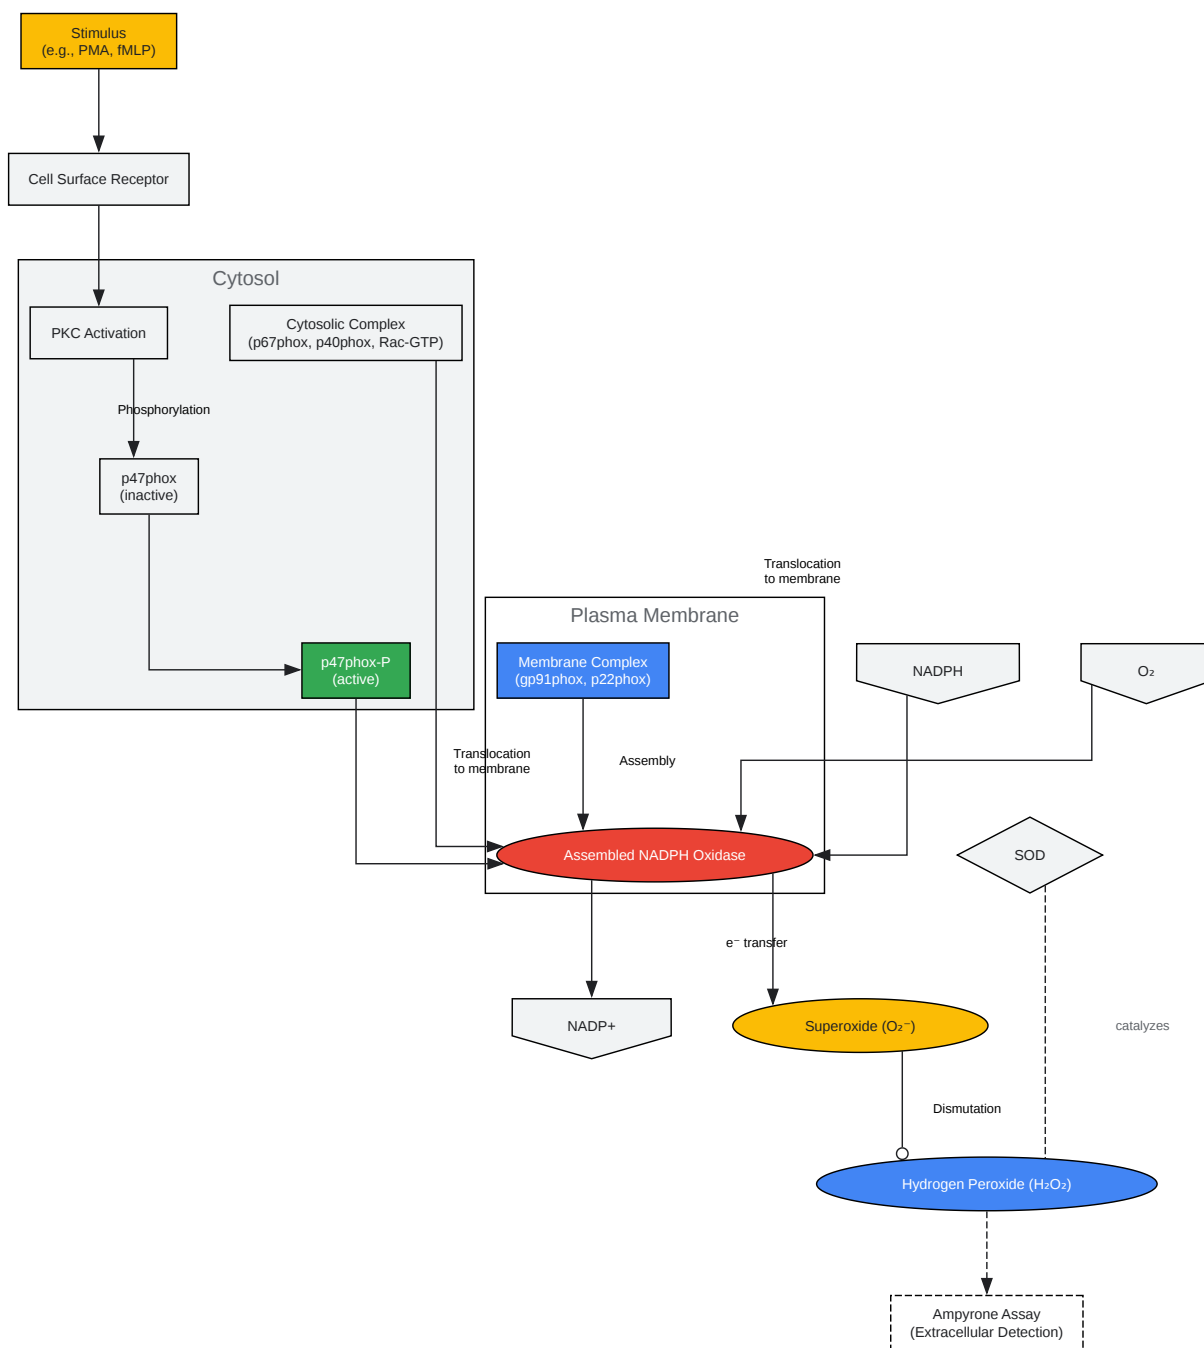 Stimulus
(e.g., PMA, fMLP)
Cell Surface Receptor
Cytosol
PKC Activation
Cytosolic Complex
(p67phox, p40phox, Rac-GTP)
Phosphorylation
p47phox
(inactive)
Translocation
to membrane
Plasma Membrane
p47phox-P
(active)
Membrane Complex
(gp91phox, p22phox)
NADPH
O₂
Translocation
to membrane
Assembly
Assembled NADPH Oxidase
SOD
e⁻ transfer
NADP+
Superoxide (O₂⁻)
catalyzes
Dismutation
Hydrogen Peroxide (H₂O₂)
Ampyrone Assay
(Extracellular Detection)